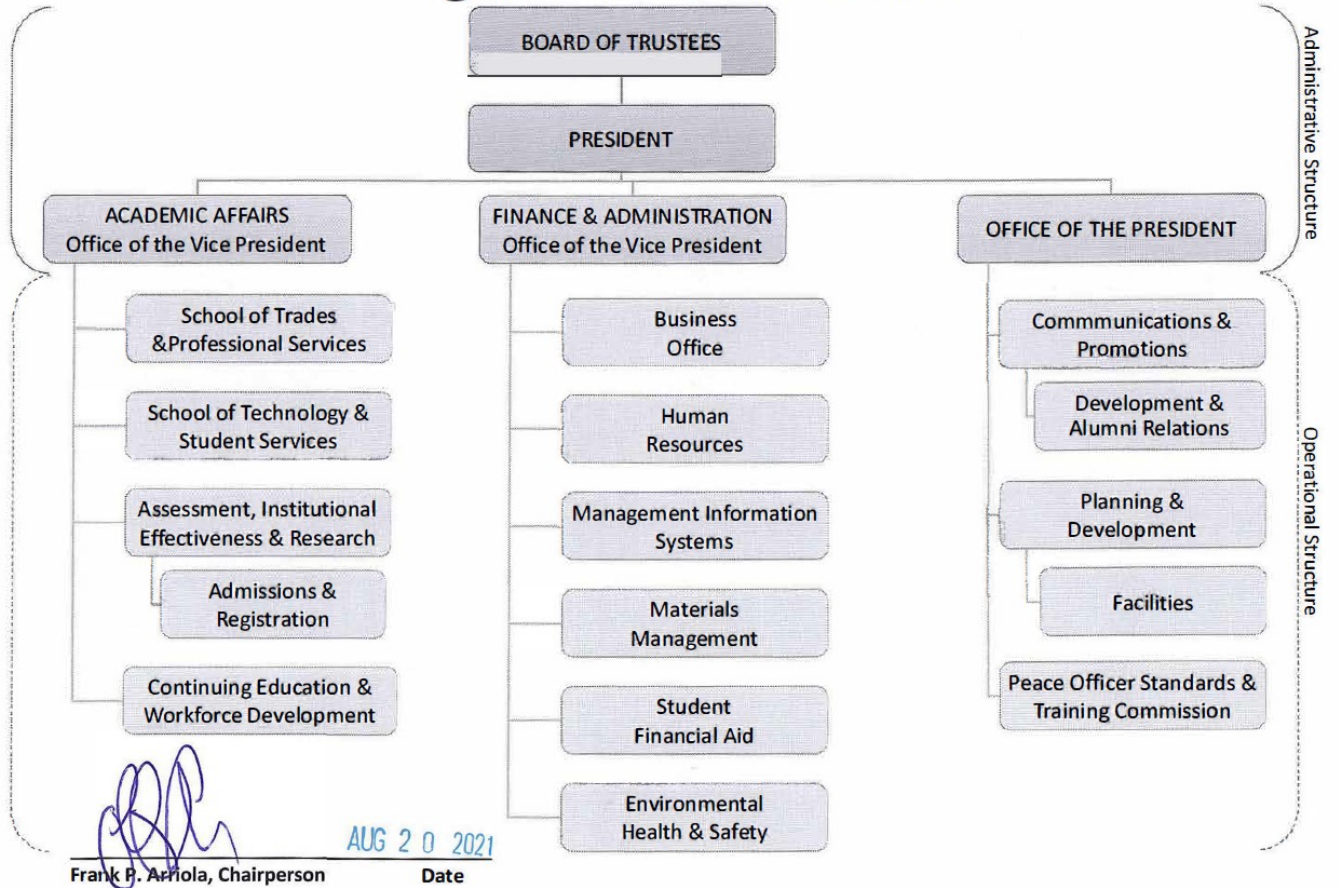 BOARD OF TRUSTEES
PRESIDENT
ACADEMIC AFFAIRS
Office of the Vice President
FINANCE & ADMINISTRATION
Office of the Vice President
OFFICE OF THE PRESIDENT
Administrative Structure
School of Trades
&Professional Services
School of Technology &
Student Services
Assessment, Institutional
Effectiveness & Research
Admissions &
Registration
Continuing Education &
Workforce Development
Business
Office
Human
Resources
Management Information
Systems
Materials
Management
Student
Financial Aid
Environmental
Health & Safety
Commmunications &
Promotions
Development &
Alumni Relations
Planning &
Development
Facilities
Peace Officer Standards &
Training Commission
Operational Structure
AUG 20 2021
Frank P. Arriola, Chairperson
Date